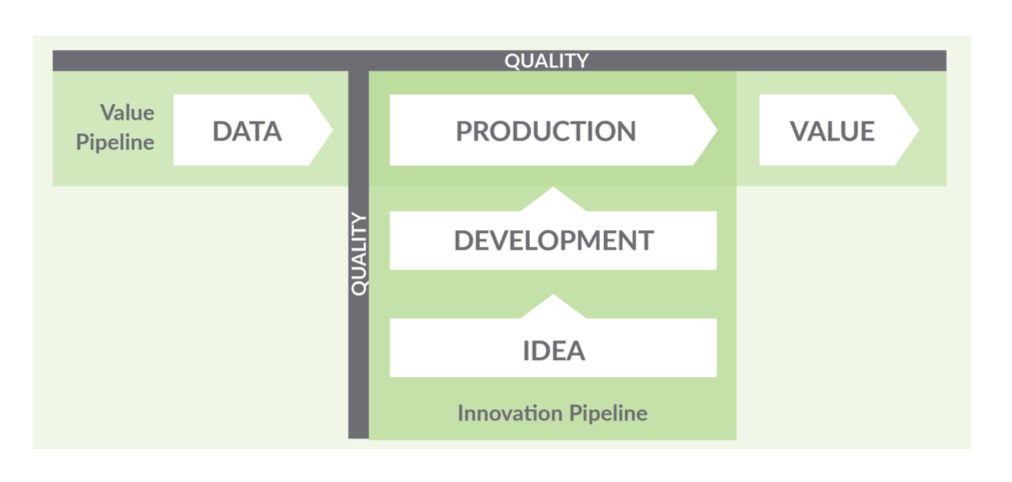 QUALITY
Value
Pipeline
DATA
PRODUCTION
VALUE
QUALITY
DEVELOPMENT
IDEA
Innovation Pipeline